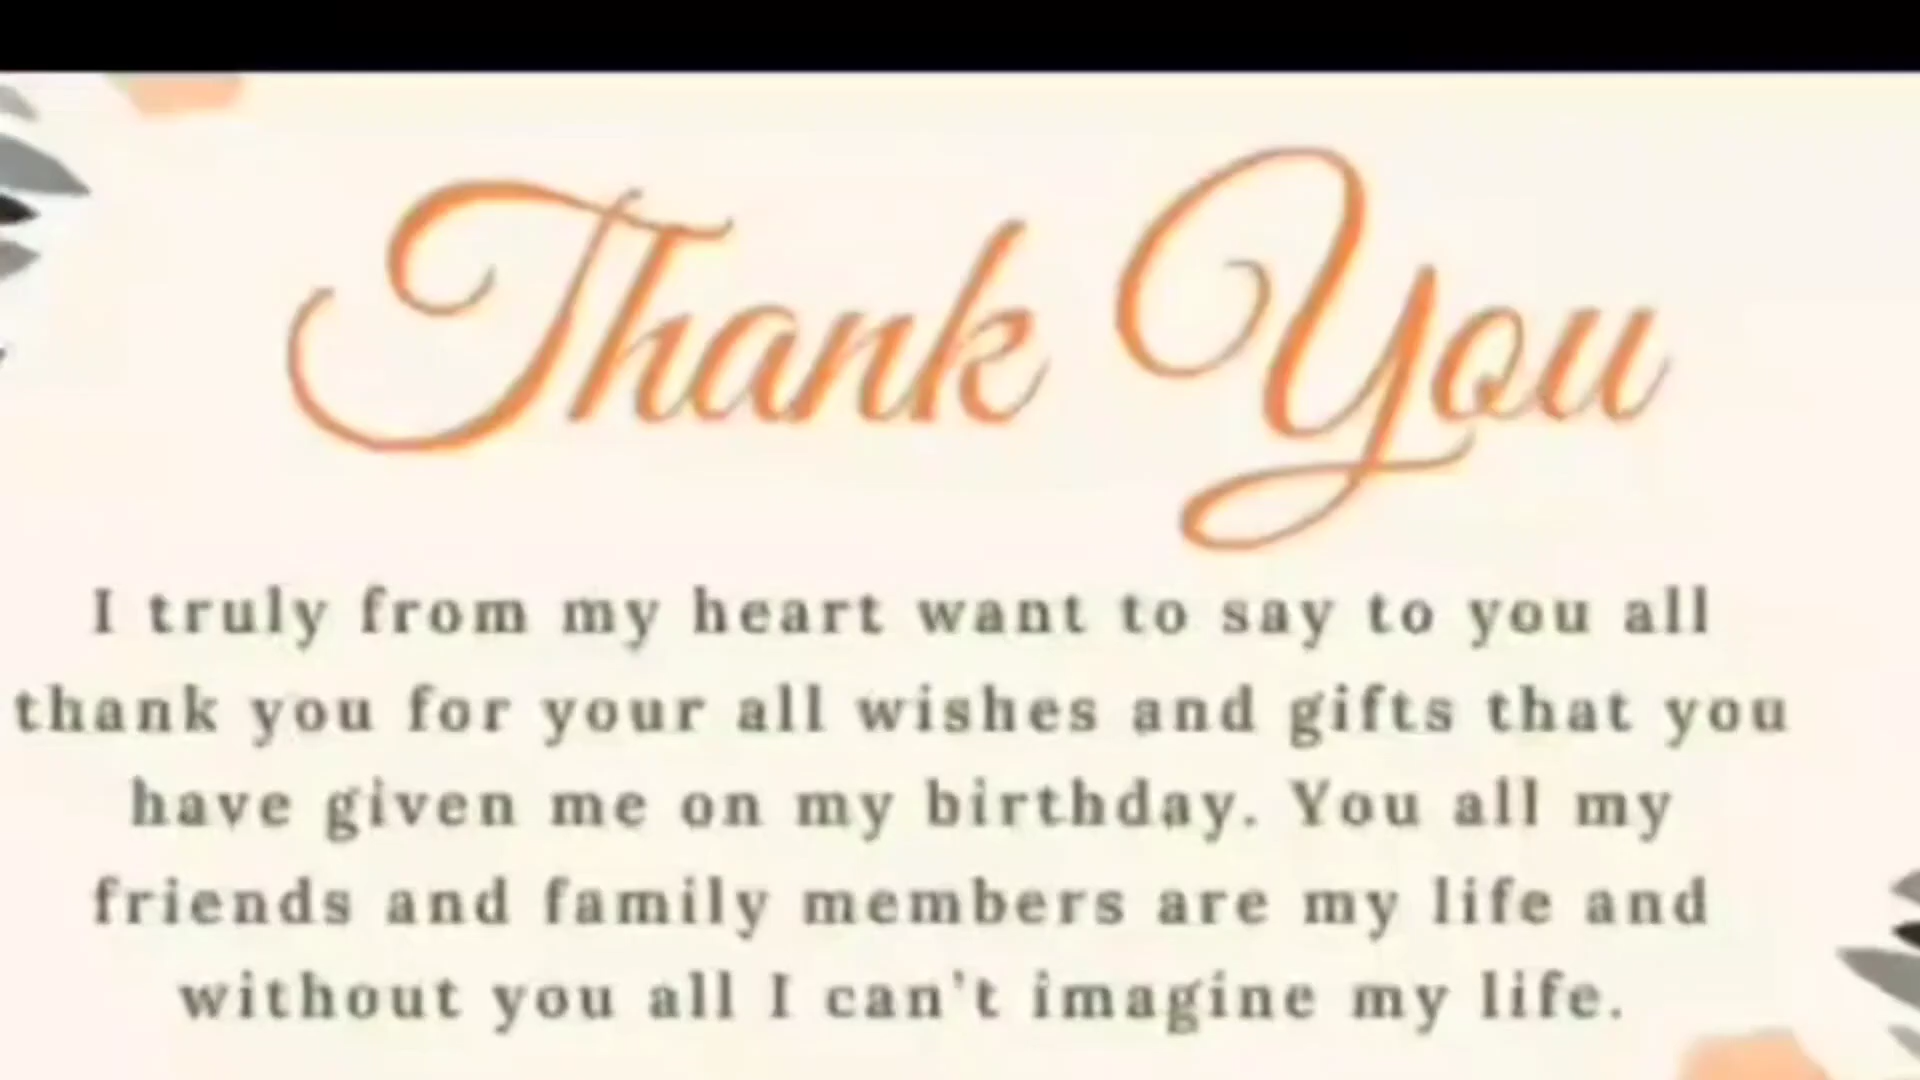 Thank You
I truly from my heart want to say to you all
thank you for your all wishes and gifts that you
have given me on my birthday. You all my
friends and family members are my life and
without you all I can't imagine my life.